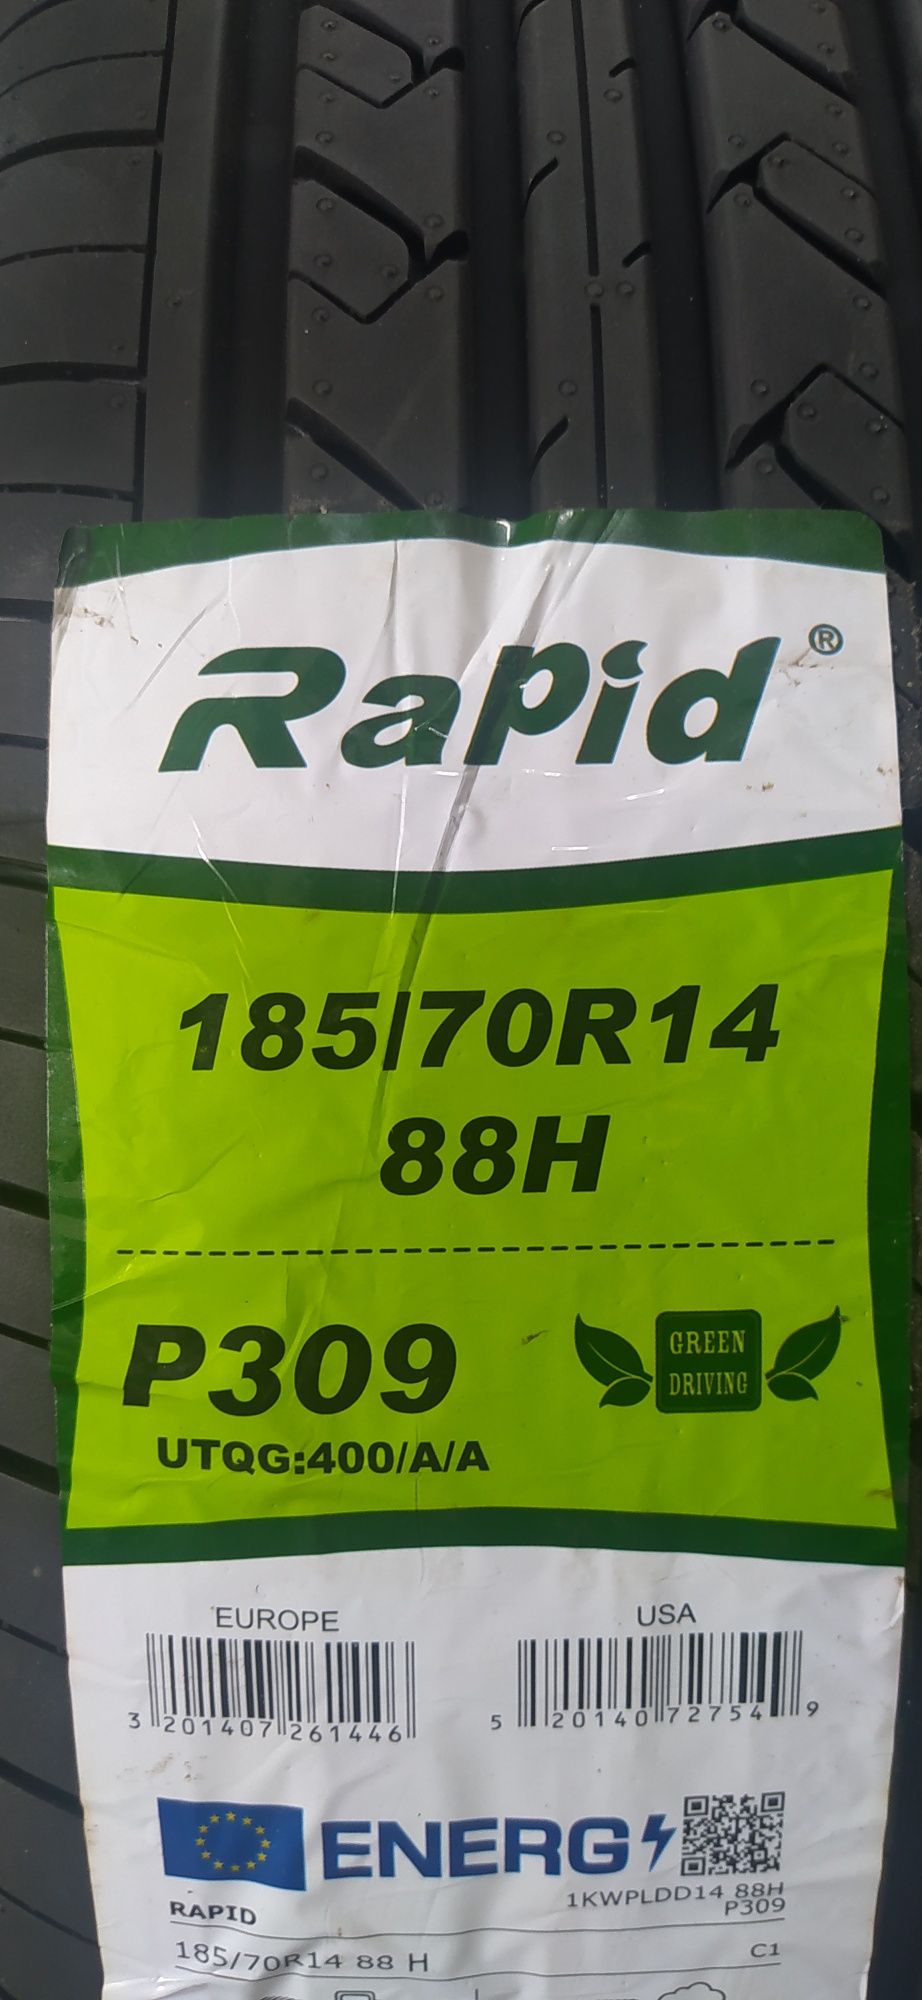 Rapid®
185/70R14
88H
P309
GREEN
DRIVING
UTQG:400/A/A
EUROPE
USA
3 201407 261446
5 20140 72754 9
ENERG
1KWPLDD14 88H
RAPID
P309
185/70R14 88 H
C1